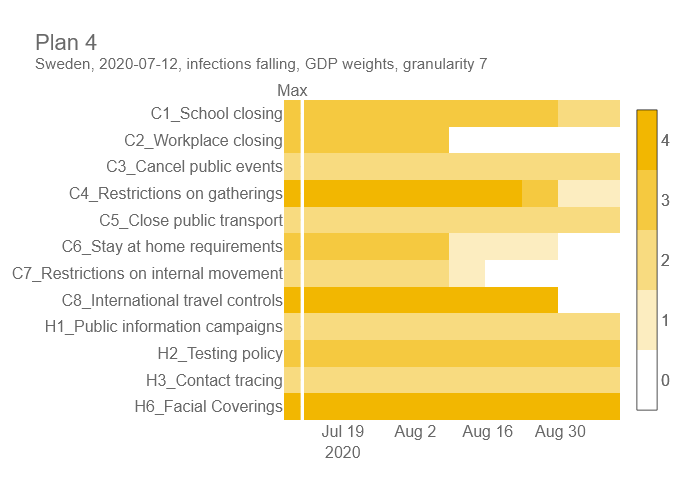 Plan 4
Sweden, 2020-07-12, infections falling, GDP weights, granularity 7
Max
C1_School closing
C2_Workplace closing
C3_Cancel public events
C4_Restrictions on gatherings
C5_Close public transport
C6_Stay at home requirements
C7_Restrictions on internal movement
C8_International travel controls
H1_Public information campaigns
H2_Testing policy
H3_Contact tracing
H6_Facial Coverings
4
3
2
1
0
Jul 19 Aug 2 Aug 16 Aug 30
2020